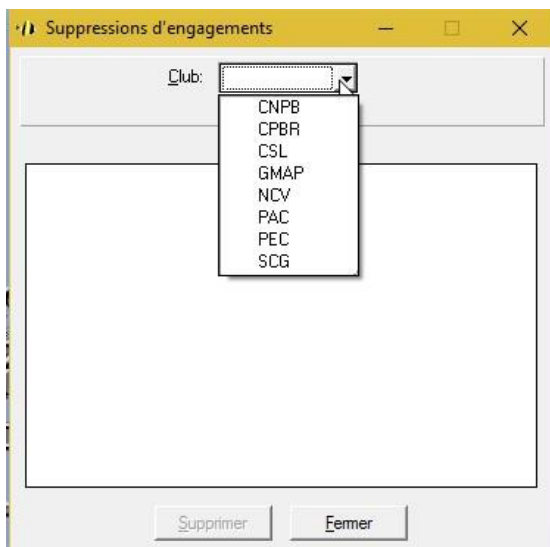 Suppressions d'engagements
Club:
CNPB
CPBR
CSL
GMAP
NCV
PAC
PEC
SCG
Supprimer Fermer